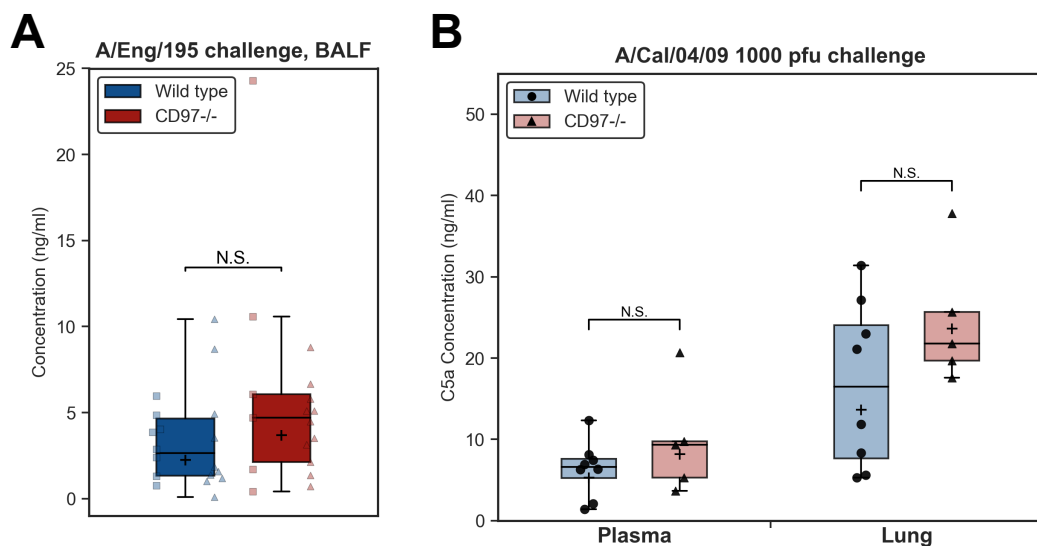 A
A/Eng/195 challenge, BALF
Wild type
CD97-/-
N.S.
25
20
15
10
5
0
Concentration (ng/ml)
B
A/Cal/04/09 1000 pfu challenge
Wild type
CD97-/-
N.S.
N.S.
50
40
30
20
10
0
C5a Concentration (ng/ml)
Plasma
Lung